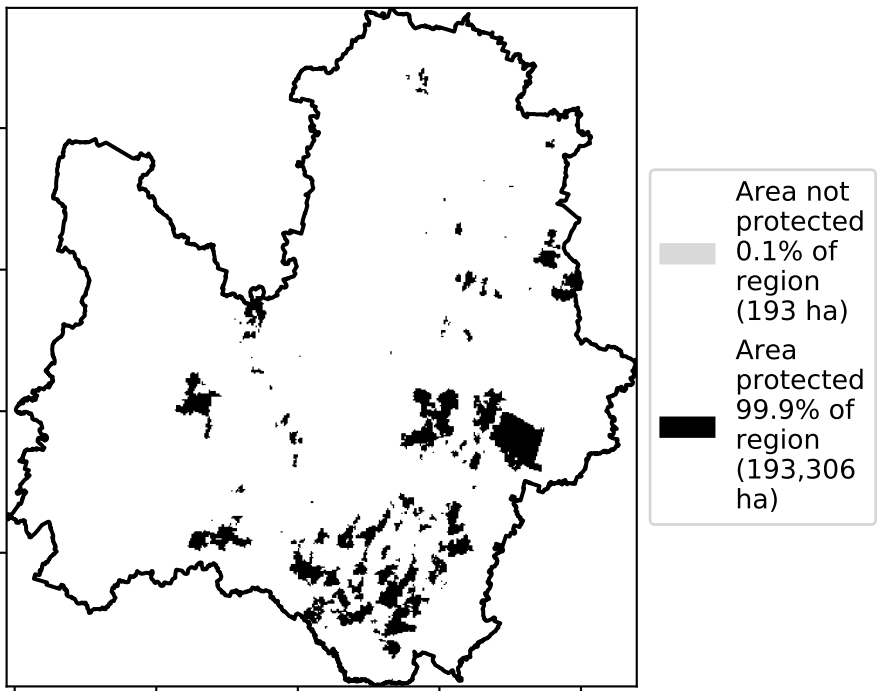 Area not
protected
0.1% of
region
(193 ha)
Area
protected
99.9% of
region
(193,306
ha)